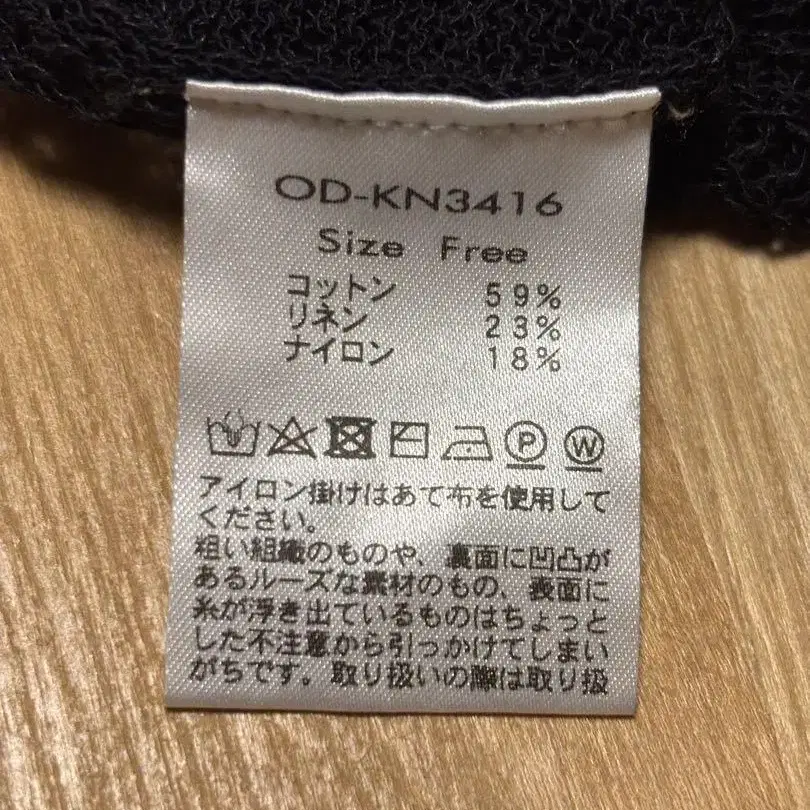 OD-KN3416
Size Free
コットン 59%
リネン 23%
ナイロン 18%
P W
アイロン掛けはあて布を使用して
ください。
粗い組織のものや、裏面に凹凸が
あるルーズな素材のもの、表面に
糸が浮き出ているものはちょっと
した不注意から引っかけてしまい
がちです。取り扱いの際は取り扱